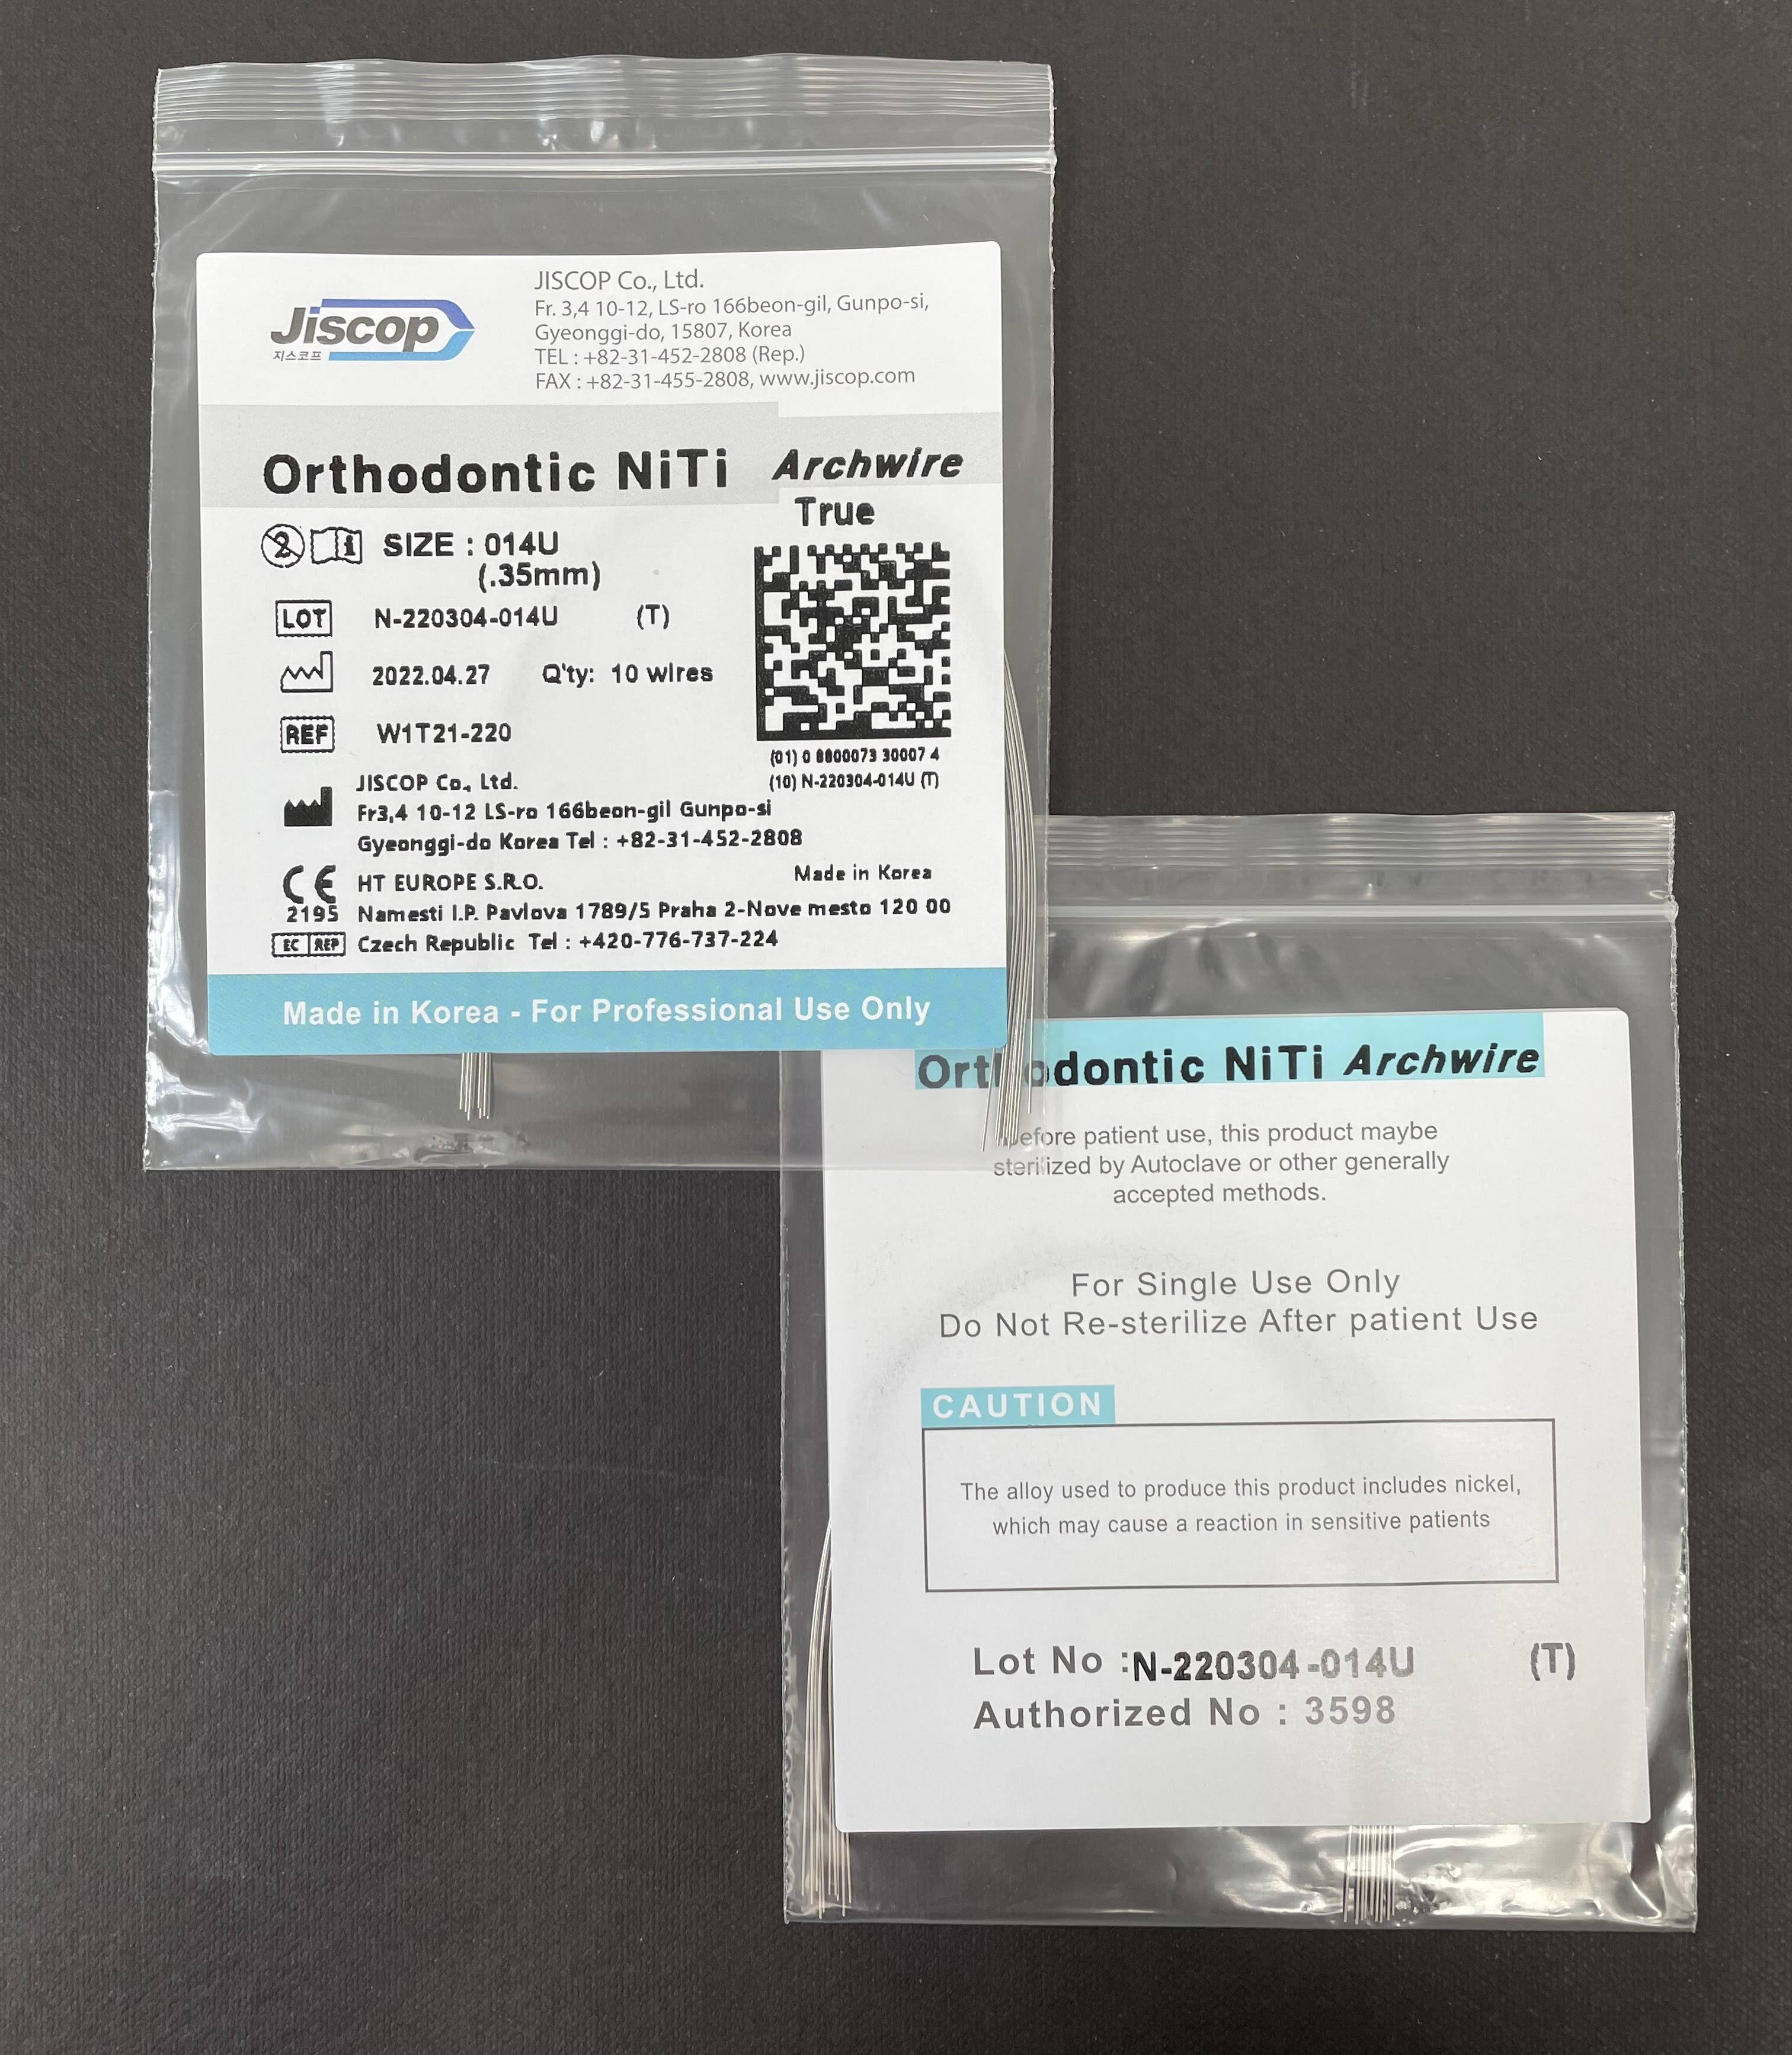 Jiscop
지스코프
JISCOP Co., Ltd.
Fr. 3,4 10-12, LS-ro 166beon-gil, Gunpo-si,
Gyeonggi-do, 15807, Korea
TEL : +82-31-452-2808 (Rep.)
FAX : +82-31-455-2808, www.jiscop.com
Orthodontic NiTi Archwire
True
2 i SIZE : 014U
(.35mm)
LOT N-220304-014U (T)
2022.04.27 Q'ty: 10 wires
REF W1T21-220
(01) 0 8800073 30007 4
(10) N-220304-014U (T)
JISCOP Co., Ltd.
Fr3,4 10-12 LS-ro 166beon-gil Gunpo-si
Gyeonggi-do Korea Tel : +82-31-452-2808
Made in Korea
CE HT EUROPE S.R.O.
2195 Namesti I.P. Pavlova 1789/5 Praha 2-Nove mesto 120 00
EC REP Czech Republic Tel : +420-776-737-224
Made in Korea - For Professional Use Only
Orthodontic NiTi Archwire
Before patient use, this product maybe
sterilized by Autoclave or other generally
accepted methods.
For Single Use Only
Do Not Re-sterilize After patient Use
CAUTION
The alloy used to produce this product includes nickel,
which may cause a reaction in sensitive patients
Lot No :N-220304-014U (T)
Authorized No : 3598